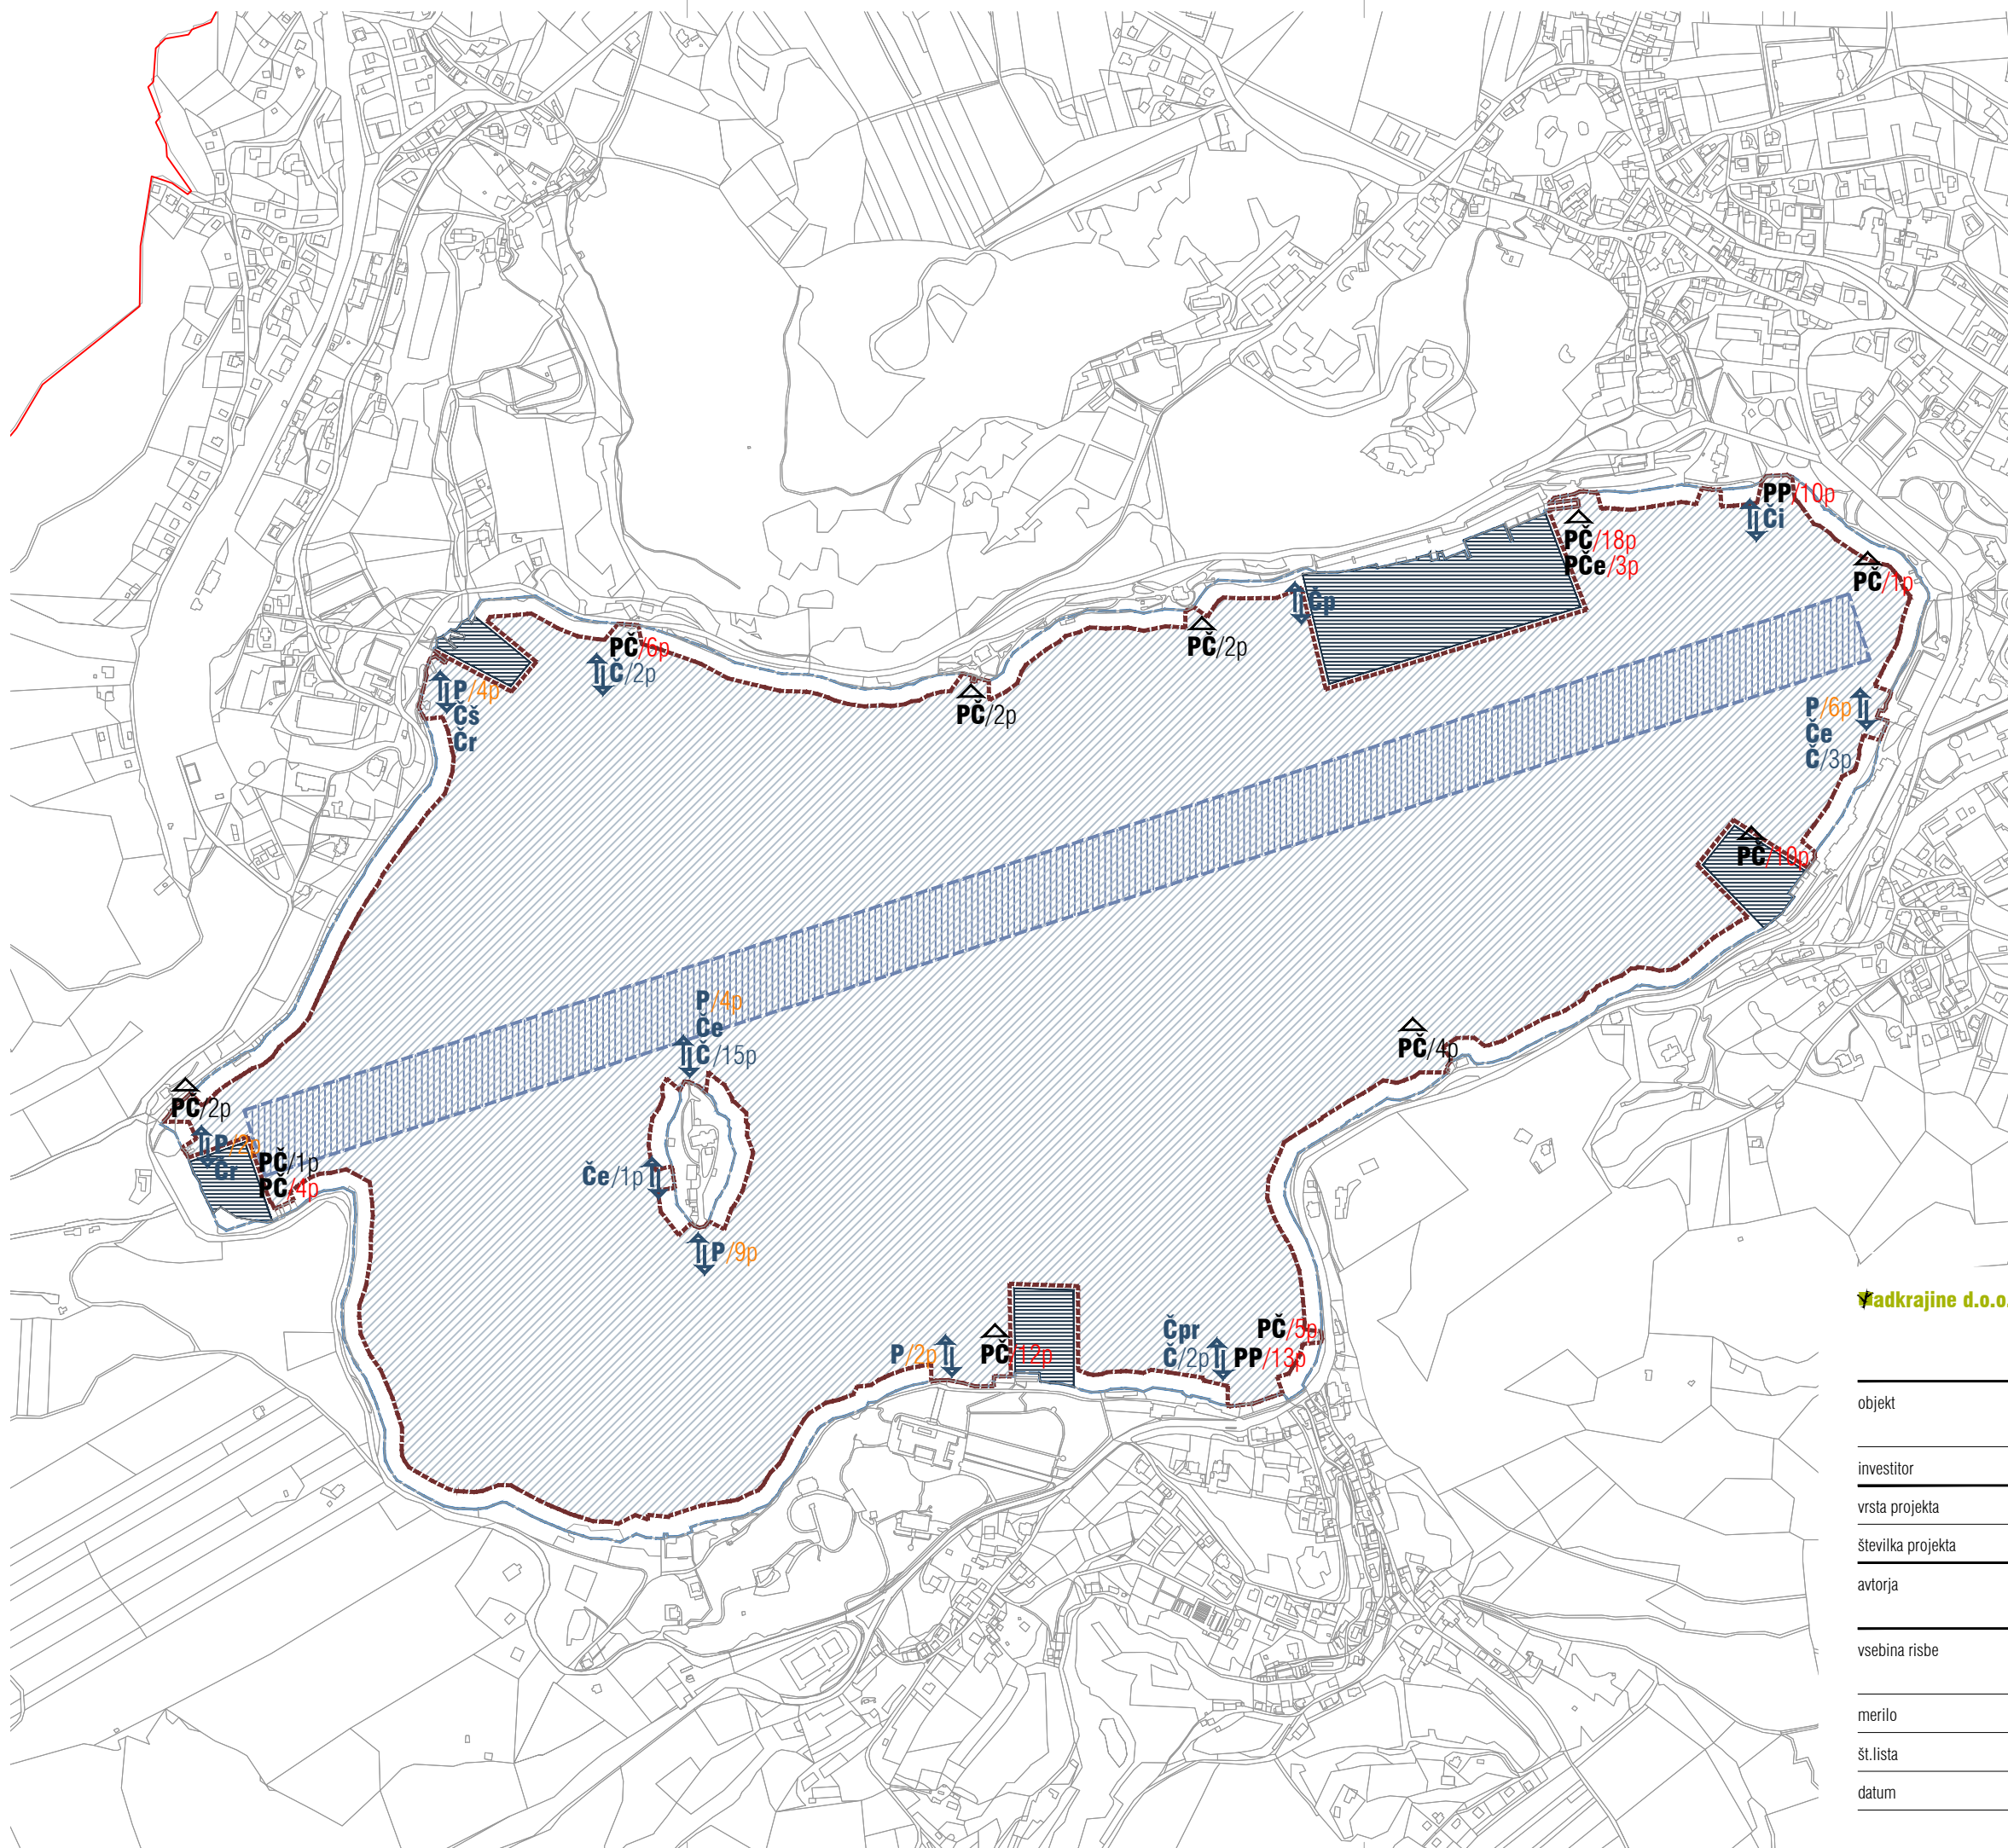 PP/10p
Či
PČ/18p
PČe/3p
PČ/1p
Čp
PČ/2p
PČ/6p
Č/2p
P/4p
Čš
Čr
PČ/2p
P/6p
Če
Č/3p
PČ/10p
P/4p
Če
Č/15p
PČ/4p
PČ/2p
Čr
PČ/1p
PČ/4p
Če/1p
P/9p
Čpr
Č/2p
PČ/5p
PP/13p
P/2p
PČ/12p
adkrajine d.o.o.
objekt
investitor
vrsta projekta
številka projekta
avtorja
vsebina risbe
merilo
št.lista
datum